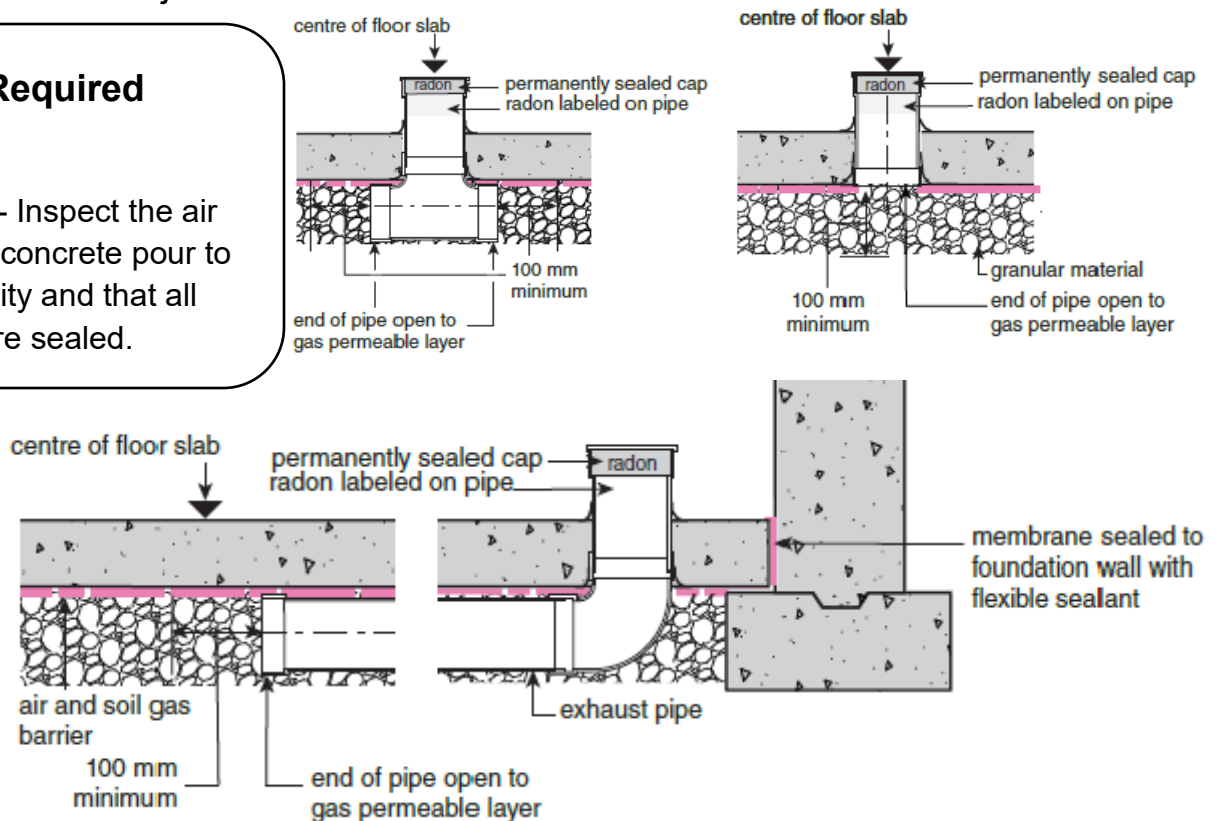 Required
- Inspect the air
concrete pour to
ity and that all
re sealed.
centre of floor slab
radon
permanently sealed cap
radon labeled on pipe
100 mm
minimum
end of pipe open to
gas permeable layer
centre of floor slab
radon
permanently sealed cap
radon labeled on pipe
granular material
100 mm
minimum
end of pipe open to
gas permeable layer
centre of floor slab
permanently sealed cap
radon labeled on pipe
radon
membrane sealed to
foundation wall with
flexible sealant
air and soil gas
barrier
exhaust pipe
100 mm
minimum
end of pipe open to
gas permeable layer